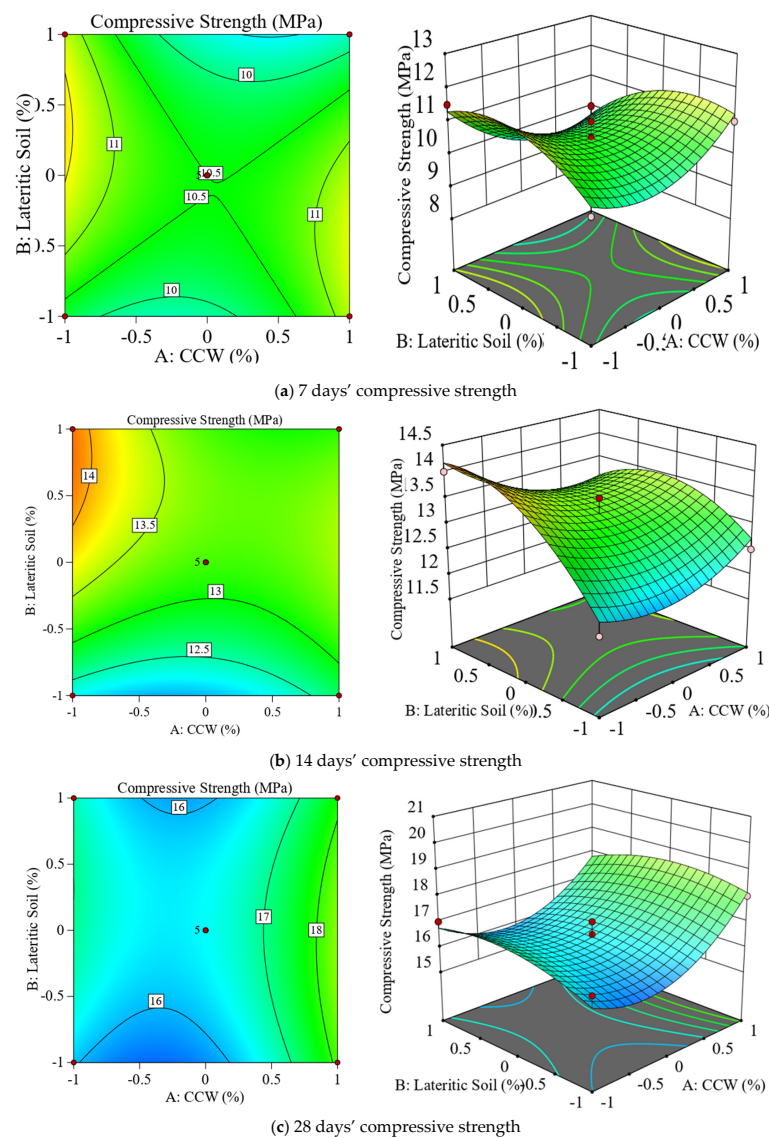 Compressive Strength (MPa)
1
0.5
0
-0.5
-1
B: Lateritic Soil (%)
10
11
10.5
5
10.5
11
10
-1 -0.5 0 0.5 1
A: CCW (%)
13
12
11
10
9
8
Compressive Strength (MPa)
1 0.5 0 -1
B: Lateritic Soil (%)
-1 0 0.5 1
A: CCW (%)
(a) 7 days’ compressive strength
Compressive Strength (MPa)
1
0.5
0
-0.5
-1
B: Lateritic Soil (%)
14
13.5
5
13
12.5
-1 -0.5 0 0.5 1
A: CCW (%)
14.5
14
13.5
13
12.5
12
11.5
Compressive Strength (MPa)
1 0.5 0 -1
B: Lateritic Soil (%)
-1 -0.5 0 0.5 1
A: CCW (%)
(b) 14 days’ compressive strength
Compressive Strength (MPa)
1
0.5
0
-0.5
-1
B: Lateritic Soil (%)
16
17
18
5
16
-1 -0.5 0 0.5 1
A: CCW (%)
21
20
19
18
17
16
15
Compressive Strength (MPa)
1 0.5 0 -0.5 -1
B: Lateritic Soil (%)
-1 -0.5 0 0.5 1
A: CCW (%)
(c) 28 days’ compressive strength